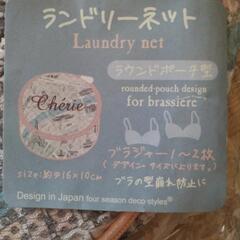 ランドリーネット
Laundry net
ラウンドポーチ型
rounded-pouch design
for brassiere
Chérie
ブラジャー1〜2枚
(デザイン・サイズによります。)
size:約φ16×10cm
ブラの型崩れ防止に
Design in Japan four season deco styles®